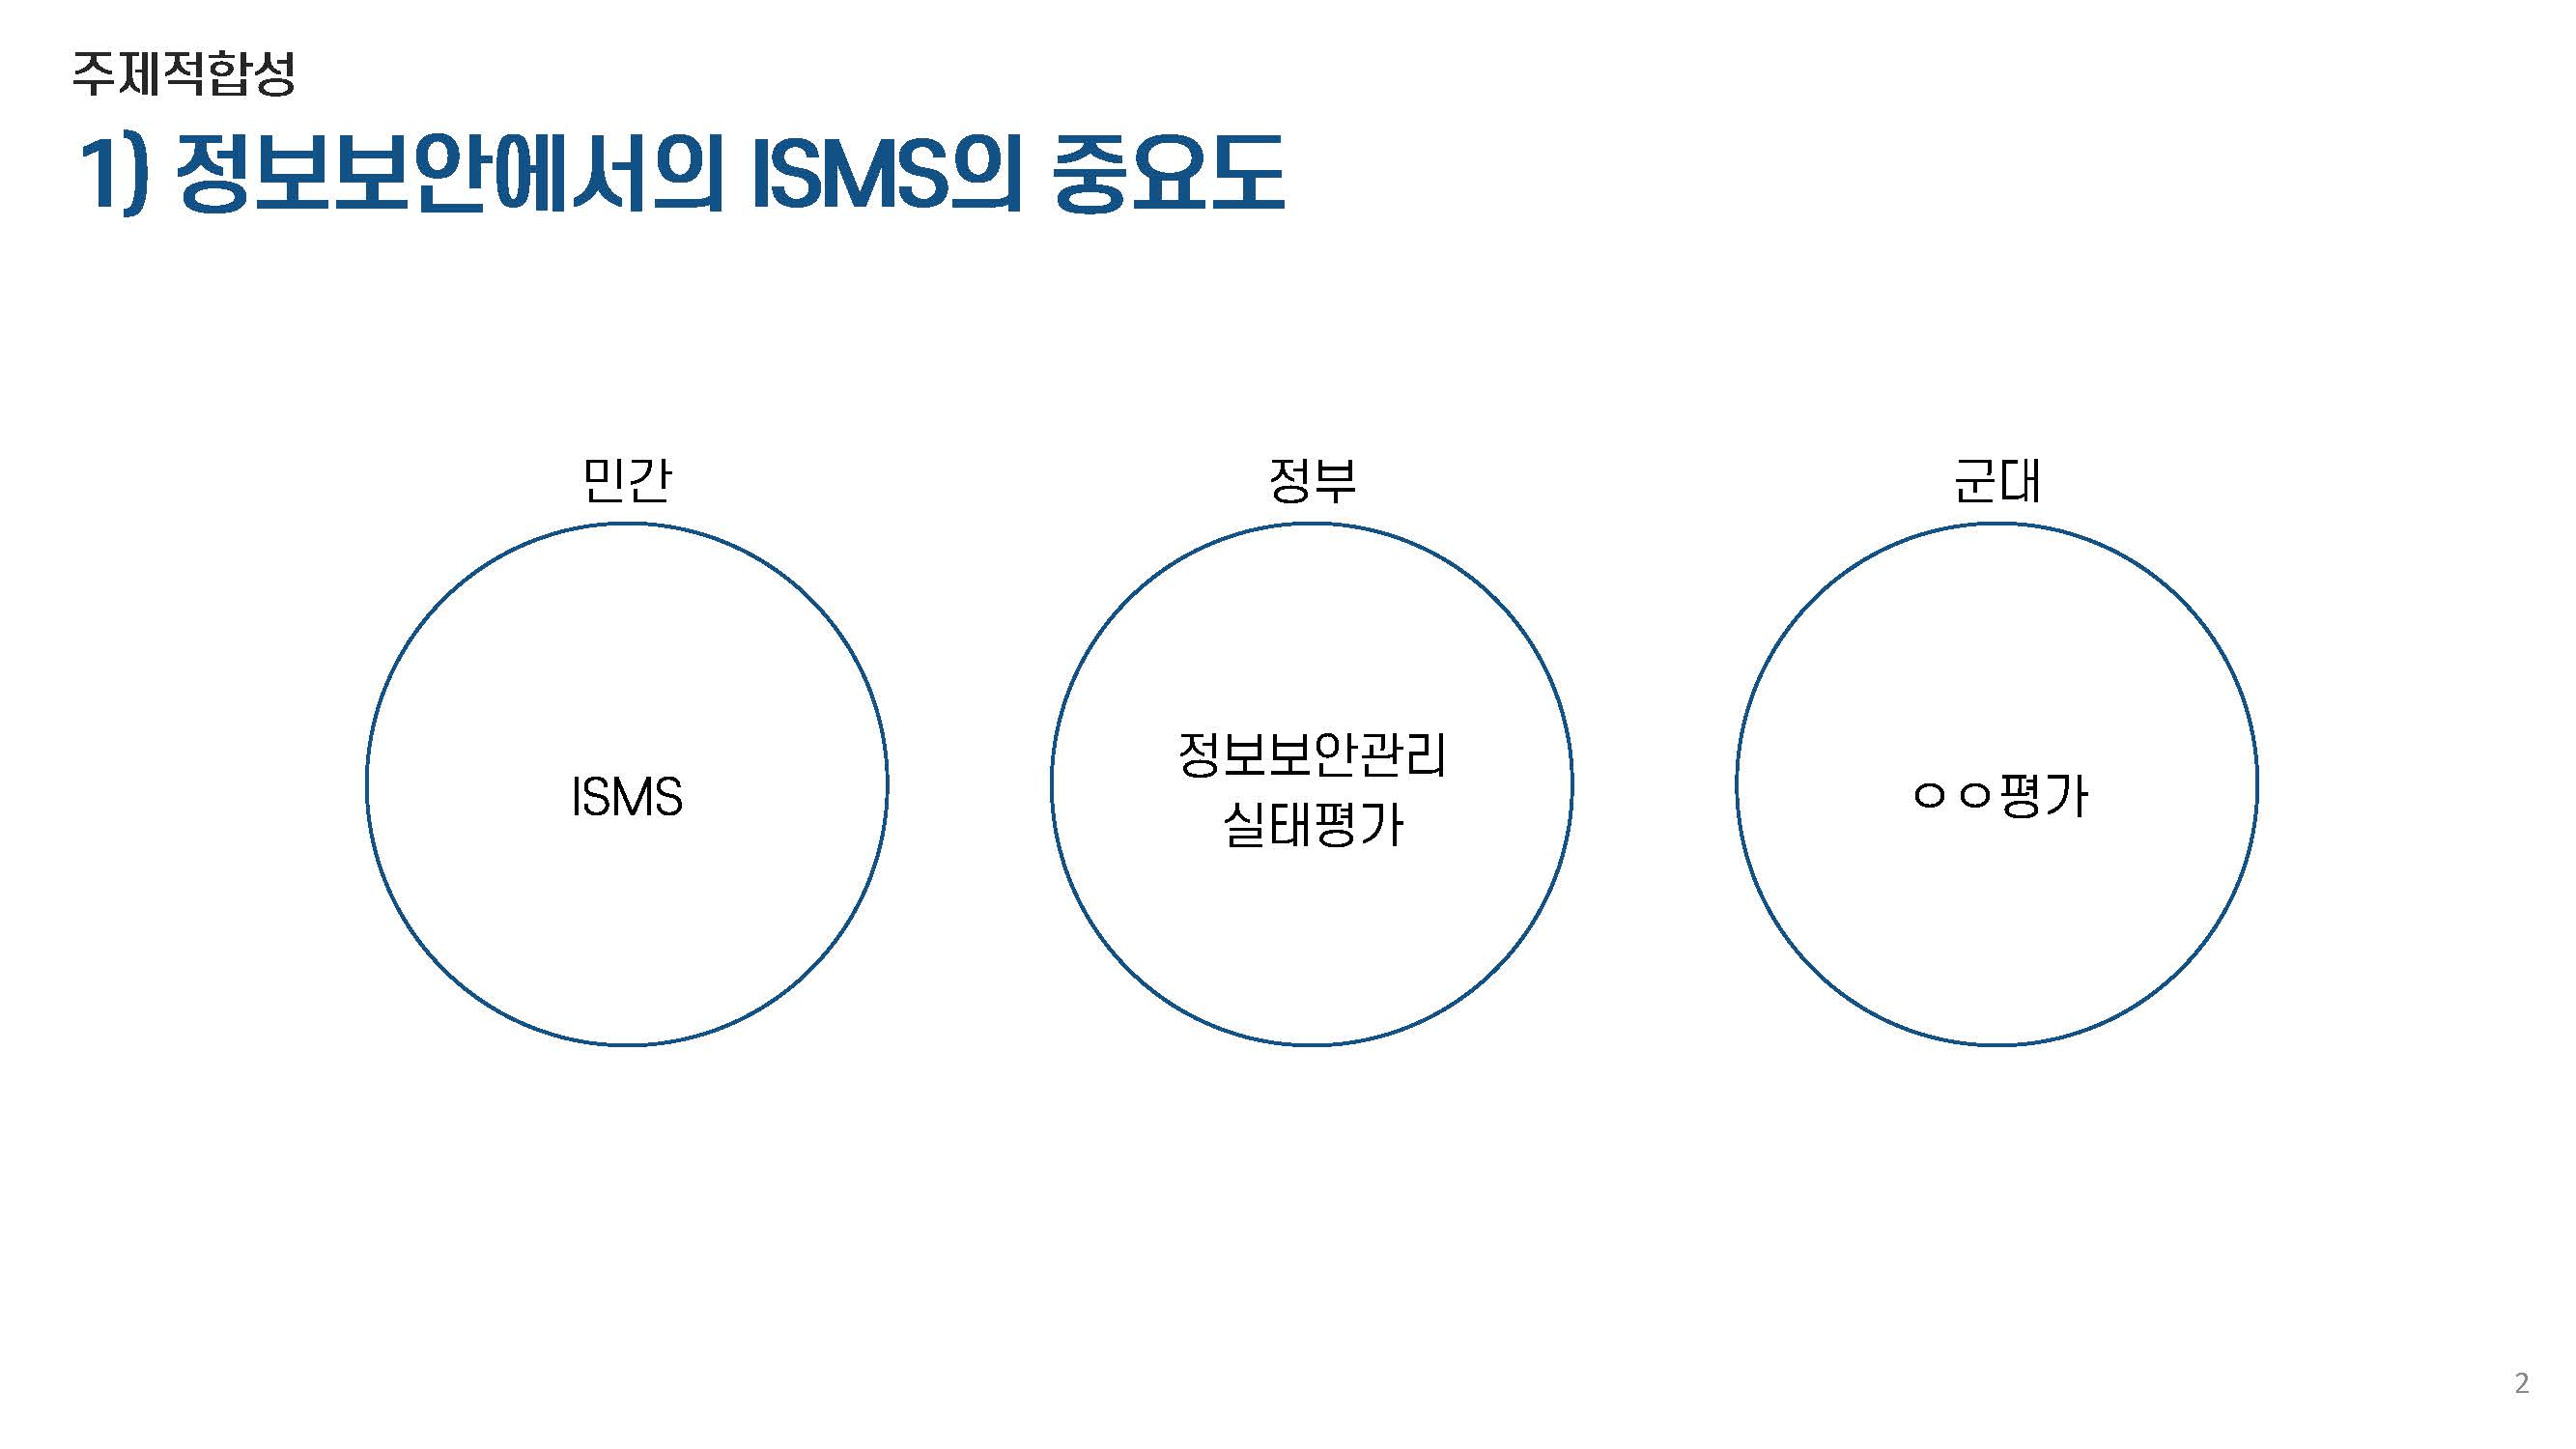 주제적합성
1) 정보보안에서의 ISMS의 중요도
민간
정부
군대
ISMS
정보보안관리
실태평가
ㅇㅇ평가
2